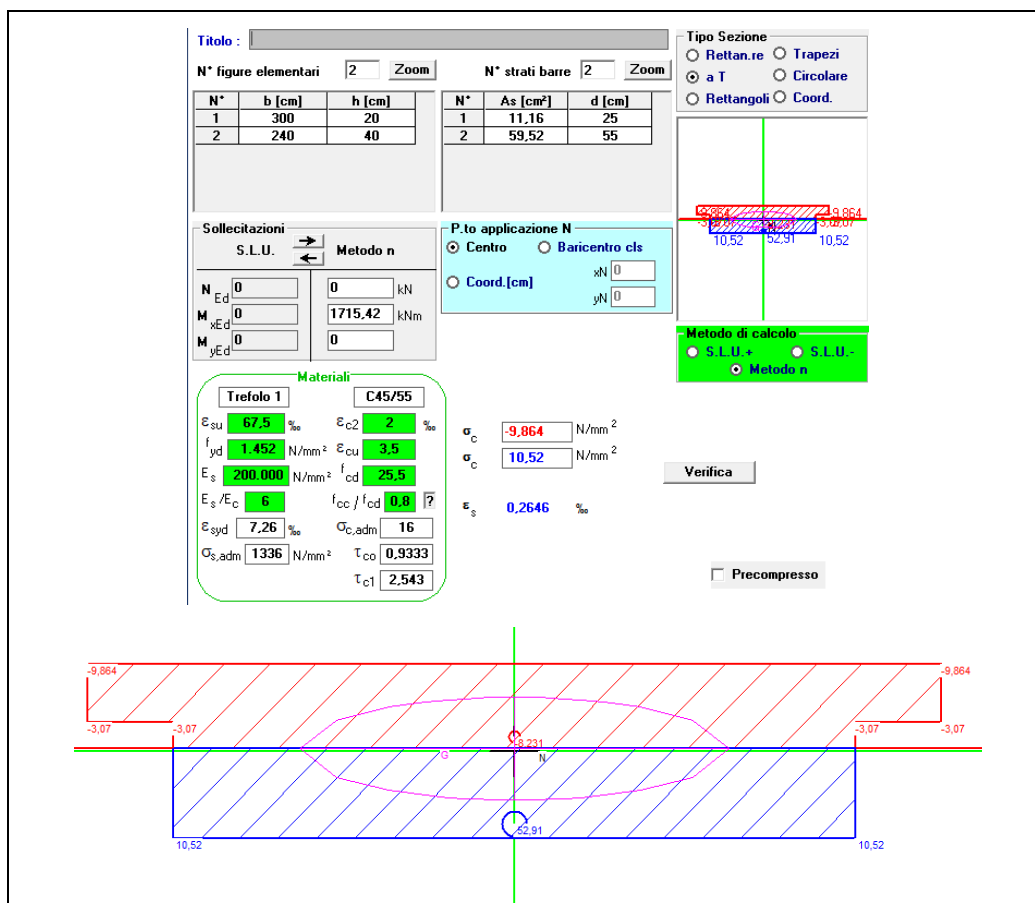 Titolo :
N° figure elementari 2 Zoom
N° strati barre 2 Zoom
N° b [cm] h [cm]
1 300 20
2 240 40
N° As [cm²] d [cm]
1 11,16 25
2 59,52 55
Tipo Sezione
Rettan.re Trapezi
a T Circolare
Rettangoli Coord.
-9,864 -9,864
10,52 52,91 10,52
Sollecitazioni
S.L.U. Metodo n
N Ed 0 0 kN
M xEd 0 1715,42 kNm
M yEd 0 0
P.to applicazione N
Centro Baricentro cls
Coord.[cm]
xN 0
yN 0
Metodo di calcolo
S.L.U.+ S.L.U.-
Metodo n
Materiali
Trefolo 1 C45/55
εsu 67,5 ‰ εc2 2 ‰
fyd 1.452 N/mm² εcu 3,5
Es 200.000 N/mm² fcd 25,5
Es/Ec 6 fcc/fcd 0,8 ?
εsyd 7,26 ‰ σc,adm 16
σs,adm 1336 N/mm² τco 0,9333
τc1 2,543
σc -9,864 N/mm²
σc 10,52 N/mm²
εs 0,2646 ‰
Verifica
Precompresso
-9,864 -9,864
-3,07 -3,07 -3,07 -3,07
-8,231
G N
52,91
10,52 10,52